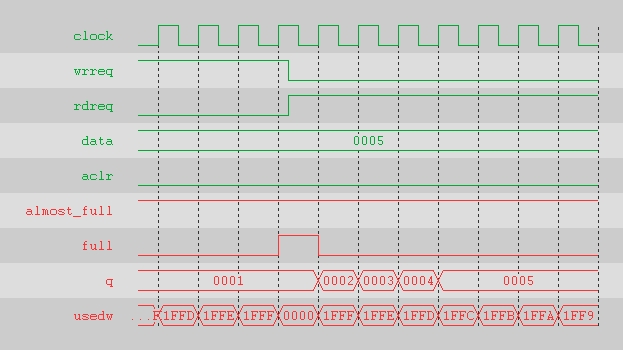 clock
wrreq
rdreq
data 0005
aclr
almost_full
full
q 0001 0002 0003 0004 0005
usedw ...F 1FFD 1FFE 1FFF 0000 1FFF 1FFE 1FFD 1FFC 1FFB 1FFA 1FF9